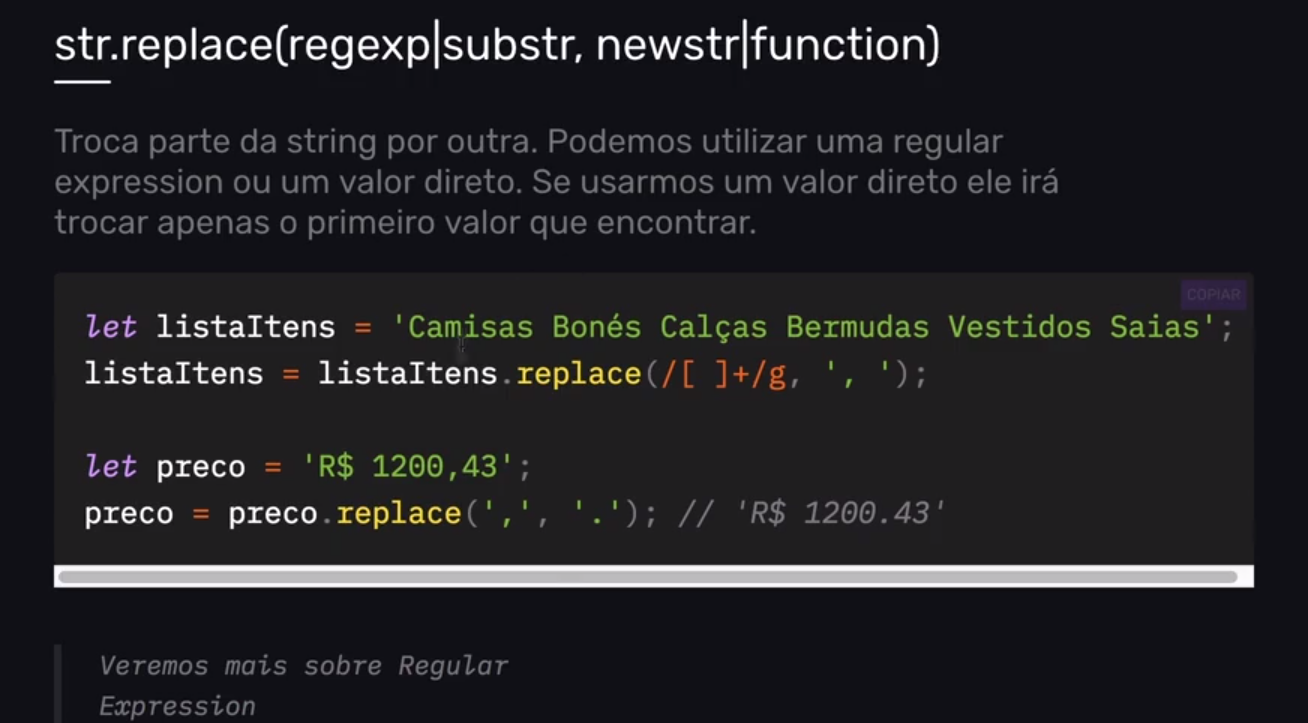 str.replace(regexp|substr, newstr|function)
Troca parte da string por outra. Podemos utilizar uma regular
expression ou um valor direto. Se usarmos um valor direto ele irá
trocar apenas o primeiro valor que encontrar.
COPIAR
let listaItens = 'Camisas Bonés Calças Bermudas Vestidos Saias';
listaItens = listaItens.replace(/[ ]+/g, ', ');
let preco = 'R$ 1200,43';
preco = preco.replace(',', '.'); // 'R$ 1200.43'
Veremos mais sobre Regular
Expression